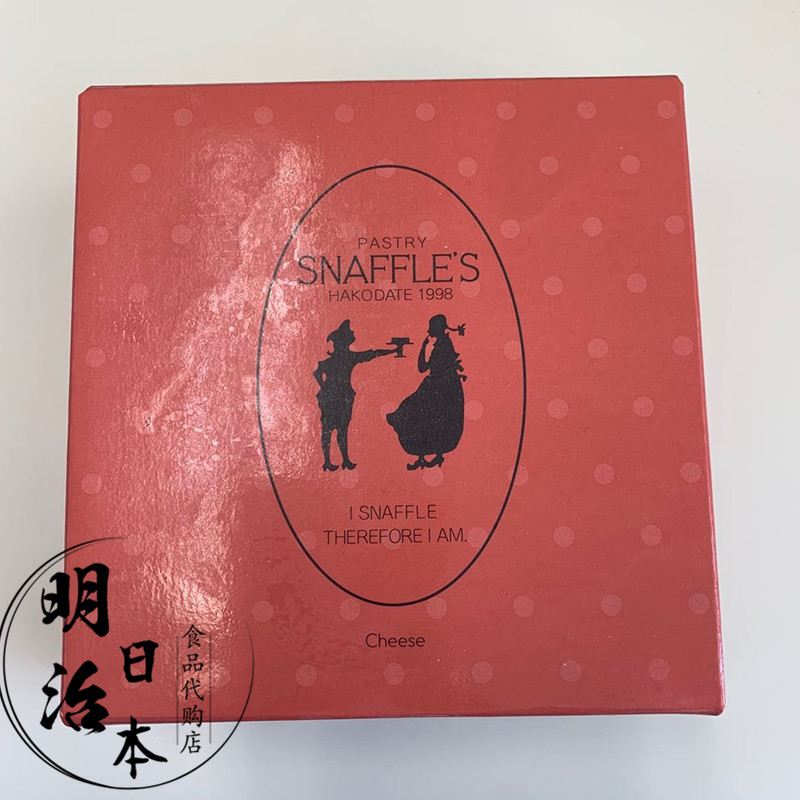 PASTRY
SNAFFLE'S
HAKODATE 1998
I SNAFFLE
THEREFORE I AM.
Cheese
明治
日本
食品代购店